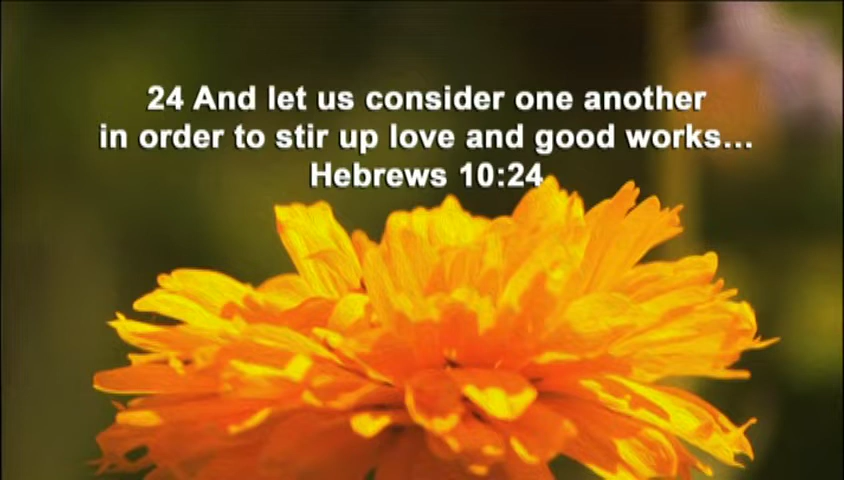 24 And let us consider one another
in order to stir up love and good works...
Hebrews 10:24